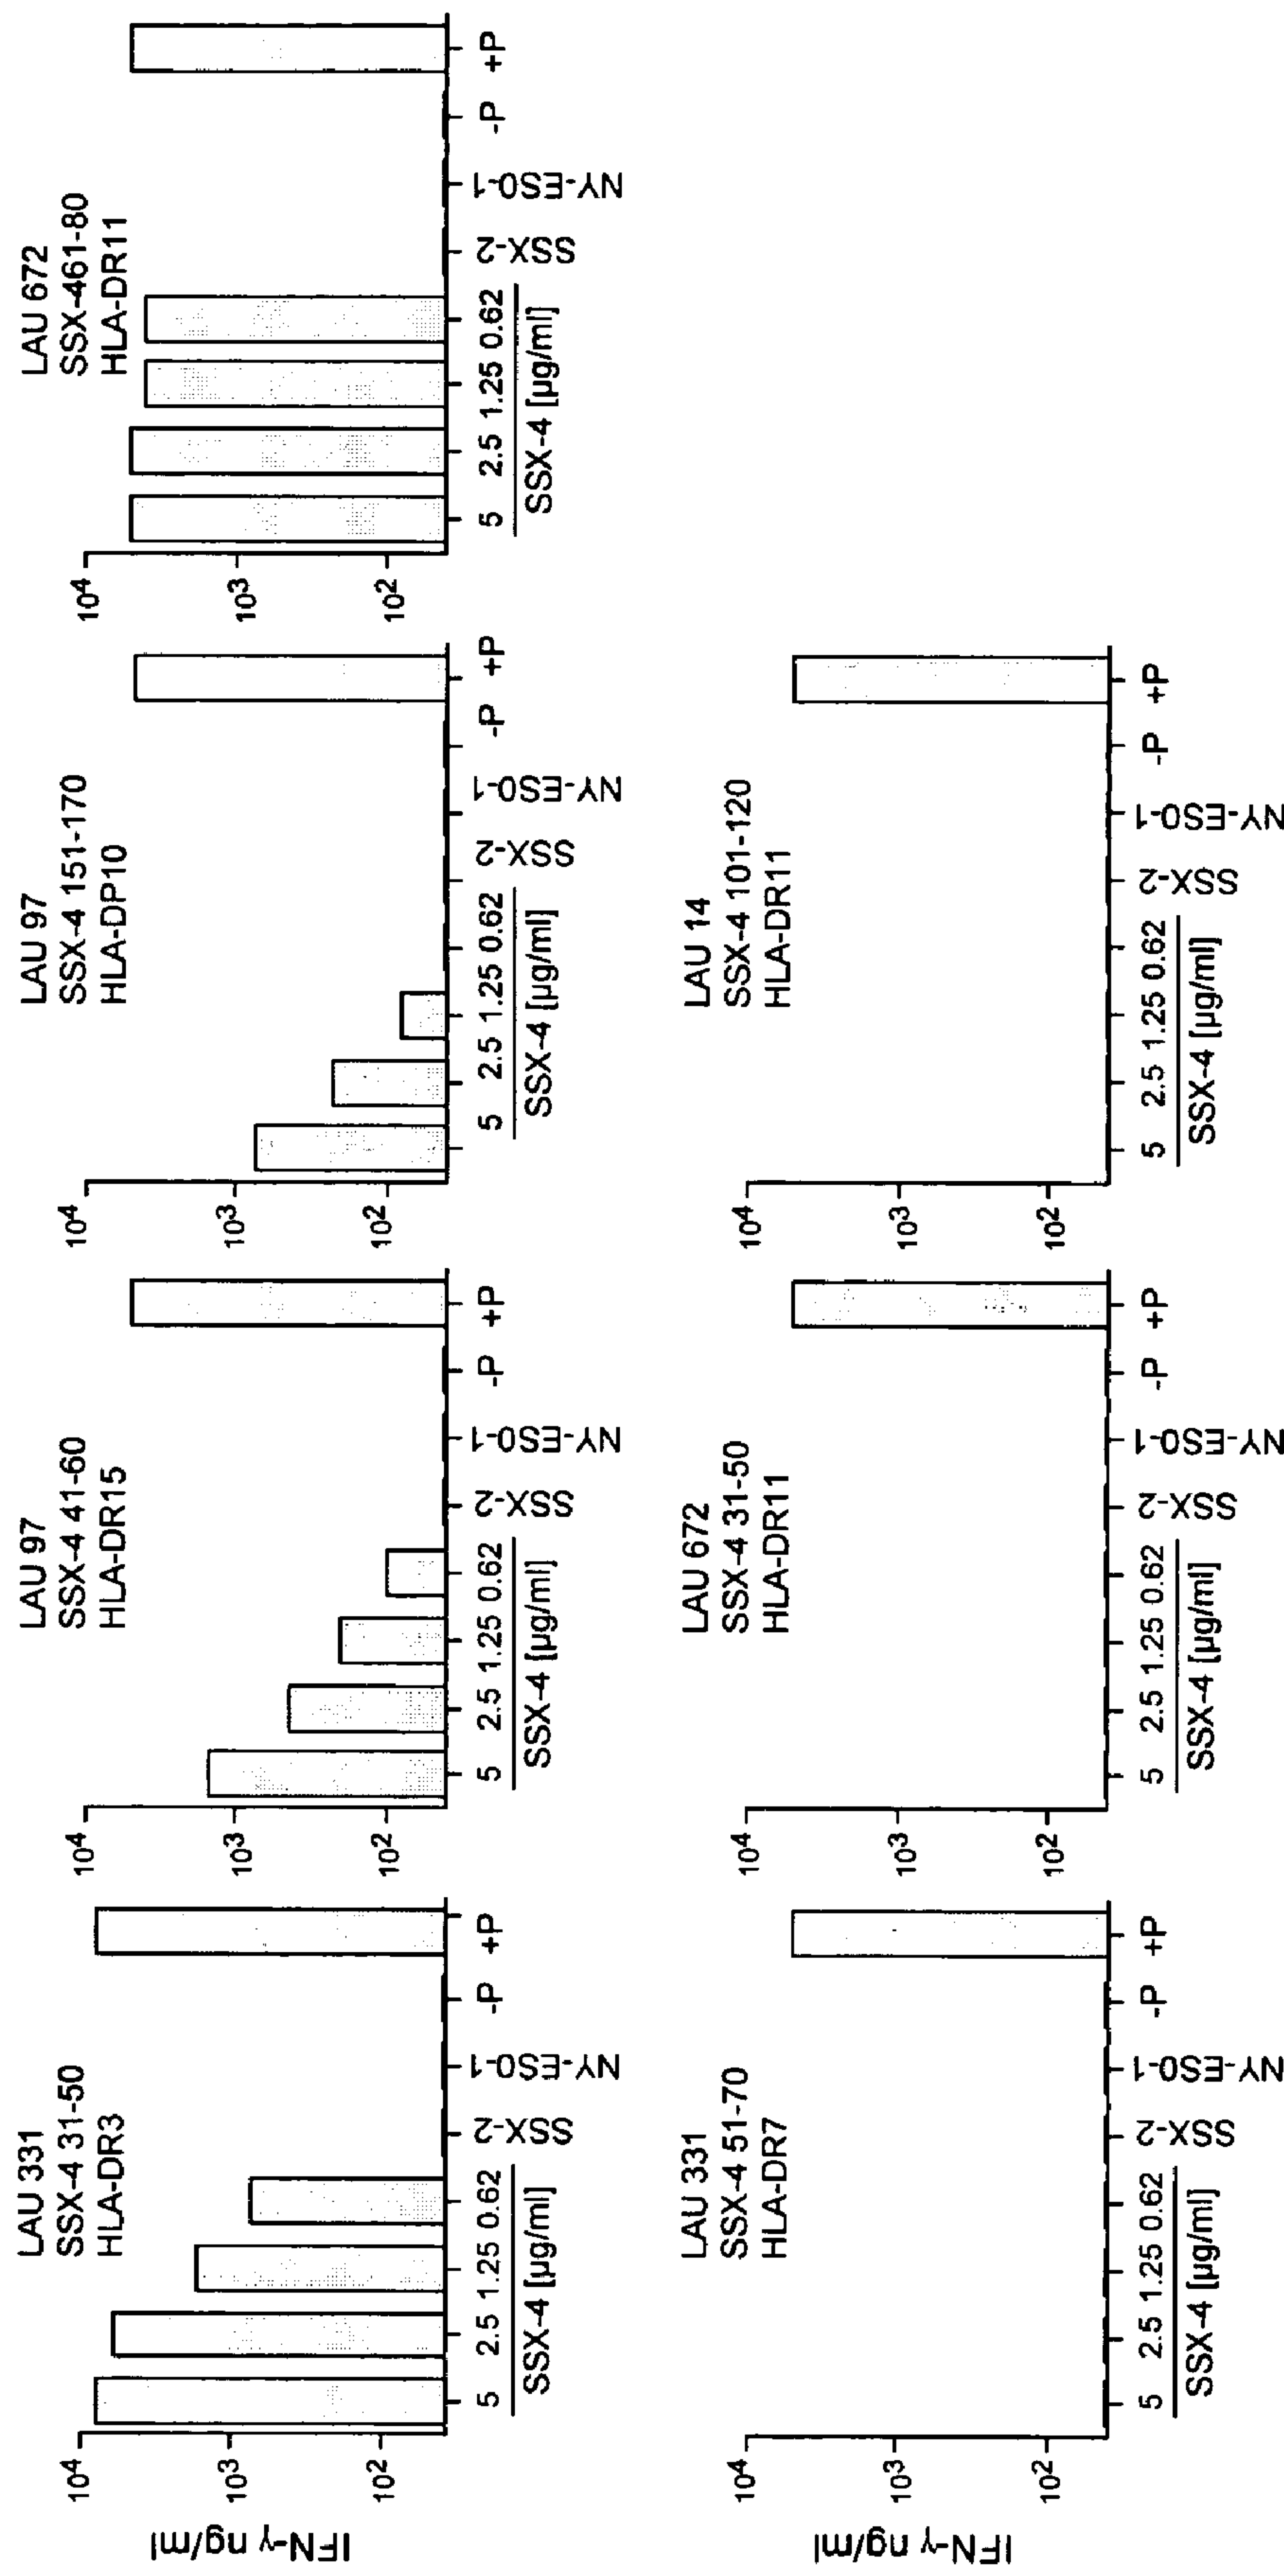 LAU 331
SSX-4 31-50
HLA-DR3
IFN-γ ng/ml
10⁴
10³
10²
5 2.5 1.25 0.62 SSX-2 NY-ESO-1 -P +P
SSX-4 [µg/ml]
LAU 97
SSX-4 41-60
HLA-DR15
10⁴
10³
10²
5 2.5 1.25 0.62 SSX-2 NY-ESO-1 -P +P
SSX-4 [µg/ml]
LAU 97
SSX-4 151-170
HLA-DP10
10⁴
10³
10²
5 2.5 1.25 0.62 SSX-2 NY-ESO-1 -P +P
SSX-4 [µg/ml]
LAU 672
SSX-461-80
HLA-DR11
10⁴
10³
10²
5 2.5 1.25 0.62 SSX-2 NY-ESO-1 -P +P
SSX-4 [µg/ml]
LAU 331
SSX-4 51-70
HLA-DR7
IFN-γ ng/ml
10⁴
10³
10²
5 2.5 1.25 0.62 SSX-2 NY-ESO-1 -P +P
SSX-4 [µg/ml]
LAU 672
SSX-4 31-50
HLA-DR11
10⁴
10³
10²
5 2.5 1.25 0.62 SSX-2 NY-ESO-1 -P +P
SSX-4 [µg/ml]
LAU 14
SSX-4 101-120
HLA-DR11
10⁴
10³
10²
5 2.5 1.25 0.62 SSX-2 NY-ESO-1 -P +P
SSX-4 [µg/ml]